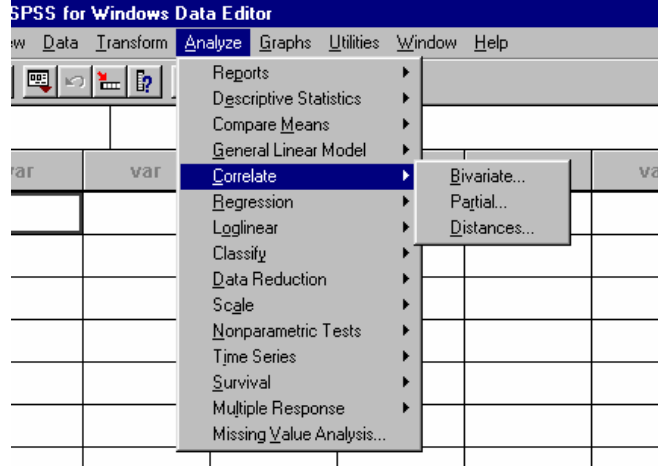 SPSS for Windows Data Editor
ew Data Transform Analyze Graphs Utilities Window Help
Reports
Descriptive Statistics
Compare Means
General Linear Model
var var va
Correlate Bivariate...
Regression Partial...
Loglinear Distances...
Classify
Data Reduction
Scale
Nonparametric Tests
Time Series
Survival
Multiple Response
Missing Value Analysis...